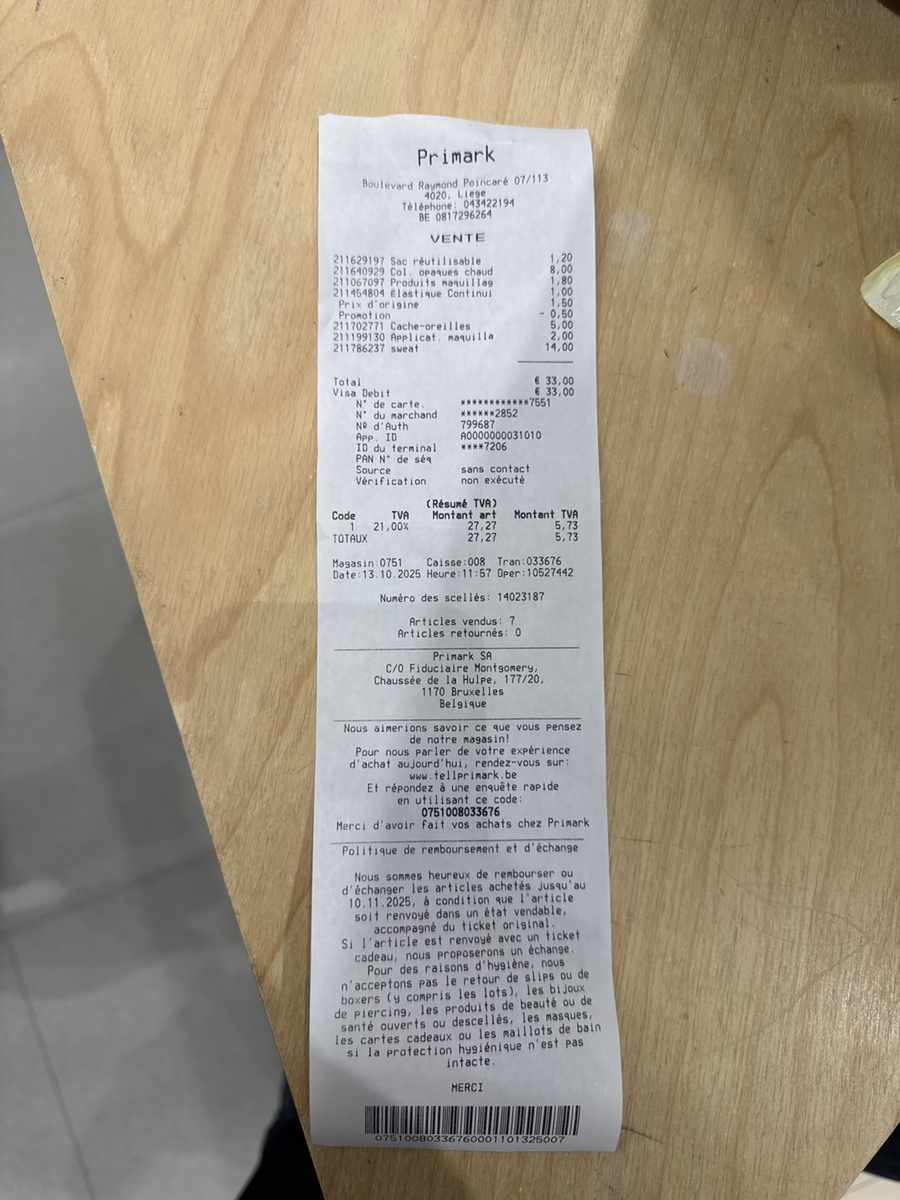 Primark
Boulevard Raymond Poincaré 07/113
4020, Liege
Téléphone: 043422194
BE 0817296264
VENTE
211629197 Sac réutilisable 1,20
211640929 Col. opaques chaud 8,00
211067097 Produits maquillag 1,80
211454804 Élastique Continui 1,00
Prix d'origine 1,50
Promotion - 0,50
211702771 Cache-oreilles 5,00
211199130 Applicat. maquilla 2,00
211786237 sweat 14,00
Total € 33,00
Visa Debit € 33,00
N° de carte. ************7551
N° du marchand ******2852
Nº d'Auth 799687
App. ID A0000000031010
ID du terminal ****7206
PAN N° de séq
Source sans contact
Vérification non exécuté
(Résumé TVA)
Code TVA Montant art Montant TVA
1 21,00% 27,27 5,73
TOTAUX 27,27 5,73
Magasin:0751 Caisse:008 Tran:033676
Date:13.10.2025 Heure:11:57 Oper:10527442
Numéro des scellés: 14023187
Articles vendus: 7
Articles retournés: 0
Primark SA
C/O Fiduciaire Montgomery,
Chaussée de la Hulpe, 177/20,
1170 Bruxelles
Belgique
Nous aimerions savoir ce que vous pensez
de notre magasin!
Pour nous parler de votre expérience
d'achat aujourd'hui, rendez-vous sur:
www.tellprimark.be
Et répondez à une enquête rapide
en utilisant ce code:
0751008033676
Merci d'avoir fait vos achats chez Primark
Politique de remboursement et d'échange
Nous sommes heureux de rembourser ou
d'échanger les articles achetés jusqu'au
10.11.2025, à condition que l'article
soit renvoyé dans un état vendable,
accompagné du ticket original.
Si l'article est renvoyé avec un ticket
cadeau, nous proposerons un échange.
Pour des raisons d'hygiène, nous
n'acceptons pas le retour de slips ou de
boxers (y compris les lots), les bijoux
de piercing, les produits de beauté ou de
santé ouverts ou descellés, les masques,
les cartes cadeaux ou les maillots de bain
si la protection hygiénique n'est pas
intacte.
MERCI
07510080336760001101325007